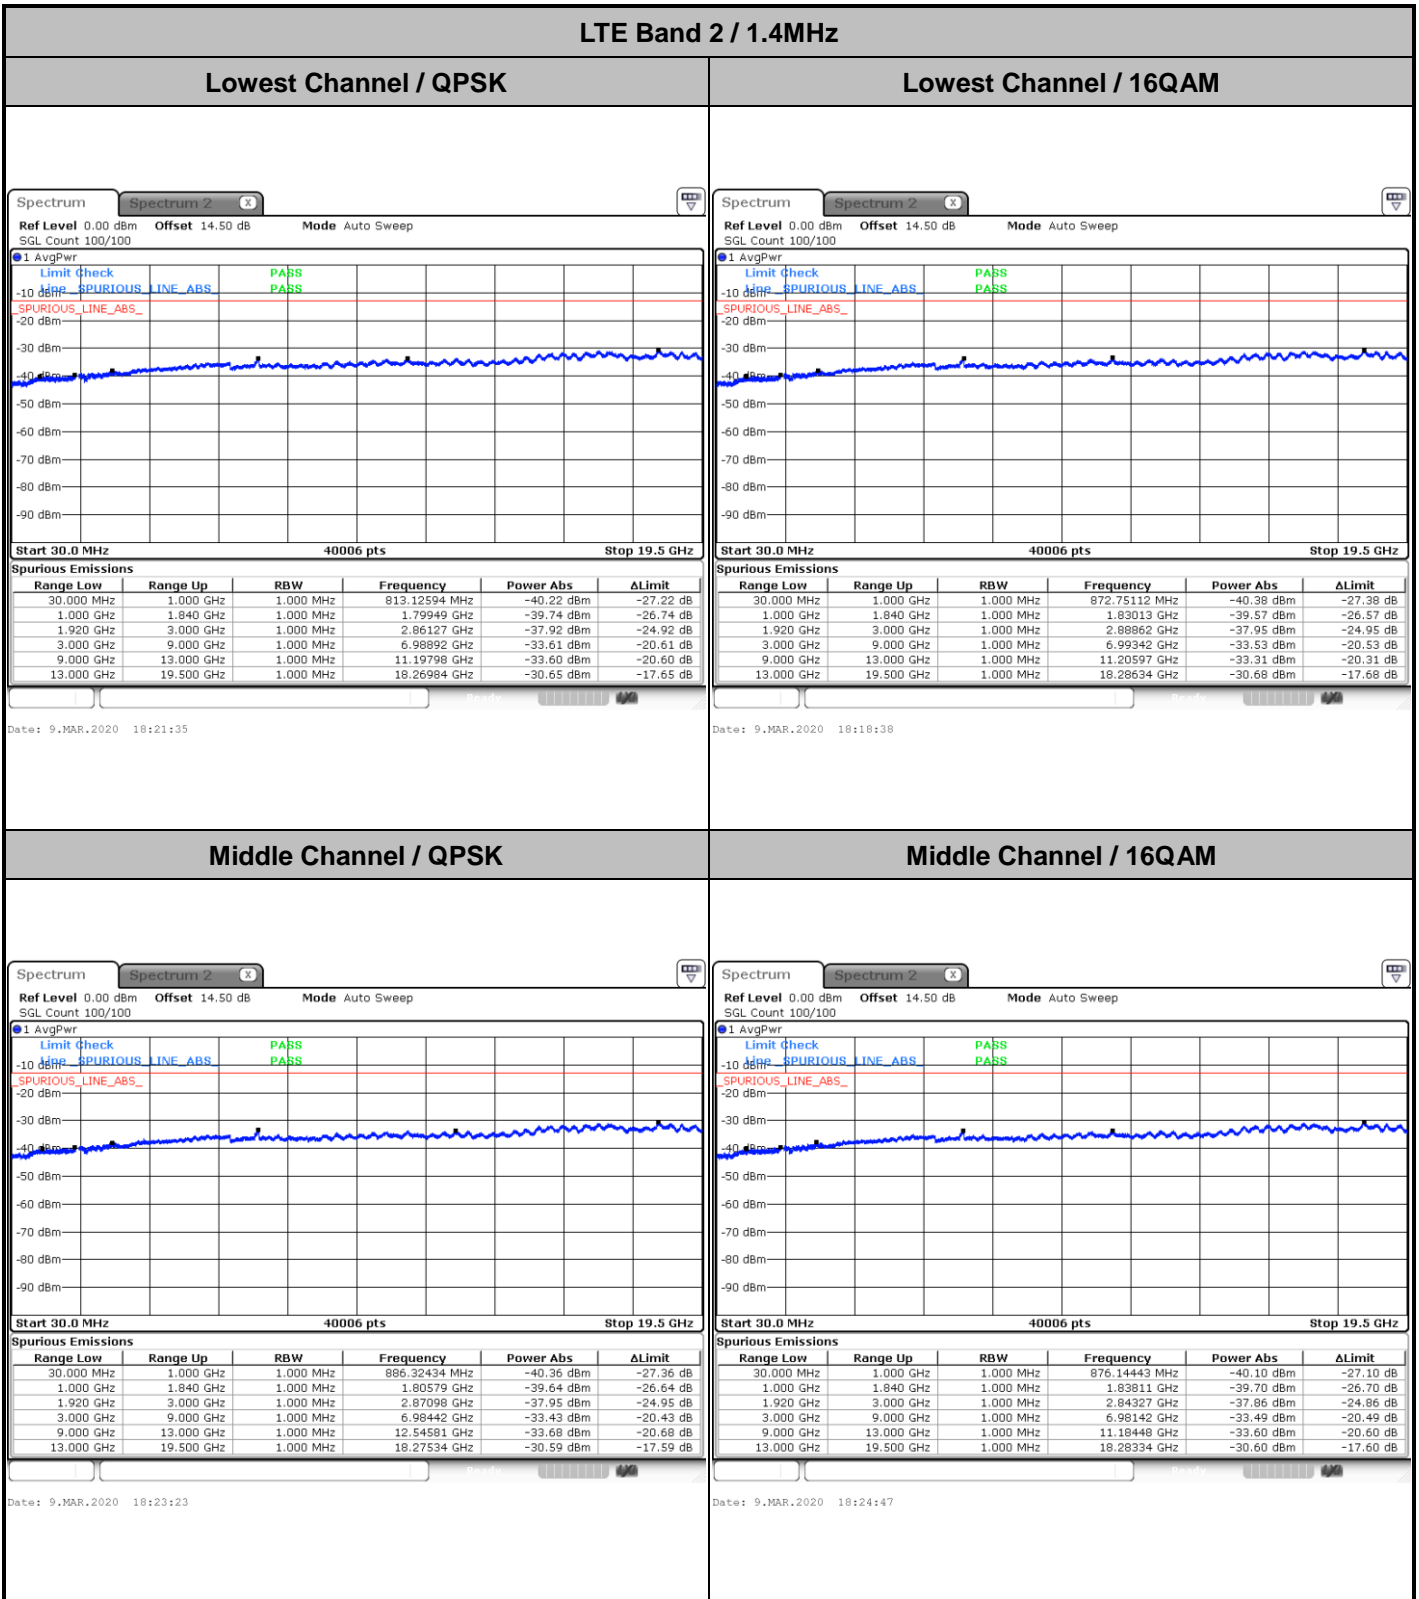 LTE Band 2 / 1.4MHz
Lowest Channel / QPSK
Lowest Channel / 16QAM
Spectrum Spectrum 2 X
Ref Level 0.00 dBm Offset 14.50 dB Mode Auto Sweep
SGL Count 100/100
1 AvgPwr
Limit Check PASS
-10 dBm Line _SPURIOUS_LINE_ABS_ PASS
_SPURIOUS_LINE_ABS_
-20 dBm
-30 dBm
-40 dBm
-50 dBm
-60 dBm
-70 dBm
-80 dBm
-90 dBm
Start 30.0 MHz 40006 pts Stop 19.5 GHz
Spurious Emissions
Range Low Range Up RBW Frequency Power Abs ΔLimit
30.000 MHz 1.000 GHz 1.000 MHz 813.12594 MHz -40.22 dBm -27.22 dB
1.000 GHz 1.840 GHz 1.000 MHz 1.79949 GHz -39.74 dBm -26.74 dB
1.920 GHz 3.000 GHz 1.000 MHz 2.86127 GHz -37.92 dBm -24.92 dB
3.000 GHz 9.000 GHz 1.000 MHz 6.98892 GHz -33.61 dBm -20.61 dB
9.000 GHz 13.000 GHz 1.000 MHz 11.19798 GHz -33.60 dBm -20.60 dB
13.000 GHz 19.500 GHz 1.000 MHz 18.26984 GHz -30.65 dBm -17.65 dB
Ready
Date: 9.MAR.2020 18:21:35
Spectrum Spectrum 2 X
Ref Level 0.00 dBm Offset 14.50 dB Mode Auto Sweep
SGL Count 100/100
1 AvgPwr
Limit Check PASS
-10 dBm Line _SPURIOUS_LINE_ABS_ PASS
_SPURIOUS_LINE_ABS_
-20 dBm
-30 dBm
-40 dBm
-50 dBm
-60 dBm
-70 dBm
-80 dBm
-90 dBm
Start 30.0 MHz 40006 pts Stop 19.5 GHz
Spurious Emissions
Range Low Range Up RBW Frequency Power Abs ΔLimit
30.000 MHz 1.000 GHz 1.000 MHz 872.75112 MHz -40.38 dBm -27.38 dB
1.000 GHz 1.840 GHz 1.000 MHz 1.83013 GHz -39.57 dBm -26.57 dB
1.920 GHz 3.000 GHz 1.000 MHz 2.88862 GHz -37.95 dBm -24.95 dB
3.000 GHz 9.000 GHz 1.000 MHz 6.99342 GHz -33.53 dBm -20.53 dB
9.000 GHz 13.000 GHz 1.000 MHz 11.20597 GHz -33.31 dBm -20.31 dB
13.000 GHz 19.500 GHz 1.000 MHz 18.28634 GHz -30.68 dBm -17.68 dB
Ready
Date: 9.MAR.2020 18:18:38
Middle Channel / QPSK
Middle Channel / 16QAM
Spectrum Spectrum 2 X
Ref Level 0.00 dBm Offset 14.50 dB Mode Auto Sweep
SGL Count 100/100
1 AvgPwr
Limit Check PASS
-10 dBm Line _SPURIOUS_LINE_ABS_ PASS
_SPURIOUS_LINE_ABS_
-20 dBm
-30 dBm
-40 dBm
-50 dBm
-60 dBm
-70 dBm
-80 dBm
-90 dBm
Start 30.0 MHz 40006 pts Stop 19.5 GHz
Spurious Emissions
Range Low Range Up RBW Frequency Power Abs ΔLimit
30.000 MHz 1.000 GHz 1.000 MHz 886.32434 MHz -40.36 dBm -27.36 dB
1.000 GHz 1.840 GHz 1.000 MHz 1.80579 GHz -39.64 dBm -26.64 dB
1.920 GHz 3.000 GHz 1.000 MHz 2.87098 GHz -37.95 dBm -24.95 dB
3.000 GHz 9.000 GHz 1.000 MHz 6.98442 GHz -33.43 dBm -20.43 dB
9.000 GHz 13.000 GHz 1.000 MHz 12.54581 GHz -33.68 dBm -20.68 dB
13.000 GHz 19.500 GHz 1.000 MHz 18.27534 GHz -30.59 dBm -17.59 dB
Ready
Date: 9.MAR.2020 18:23:23
Spectrum Spectrum 2 X
Ref Level 0.00 dBm Offset 14.50 dB Mode Auto Sweep
SGL Count 100/100
1 AvgPwr
Limit Check PASS
-10 dBm Line _SPURIOUS_LINE_ABS_ PASS
_SPURIOUS_LINE_ABS_
-20 dBm
-30 dBm
-40 dBm
-50 dBm
-60 dBm
-70 dBm
-80 dBm
-90 dBm
Start 30.0 MHz 40006 pts Stop 19.5 GHz
Spurious Emissions
Range Low Range Up RBW Frequency Power Abs ΔLimit
30.000 MHz 1.000 GHz 1.000 MHz 876.14443 MHz -40.10 dBm -27.10 dB
1.000 GHz 1.840 GHz 1.000 MHz 1.83811 GHz -39.70 dBm -26.70 dB
1.920 GHz 3.000 GHz 1.000 MHz 2.84327 GHz -37.86 dBm -24.86 dB
3.000 GHz 9.000 GHz 1.000 MHz 6.98142 GHz -33.49 dBm -20.49 dB
9.000 GHz 13.000 GHz 1.000 MHz 11.18448 GHz -33.60 dBm -20.60 dB
13.000 GHz 19.500 GHz 1.000 MHz 18.28334 GHz -30.60 dBm -17.60 dB
Ready
Date: 9.MAR.2020 18:24:47